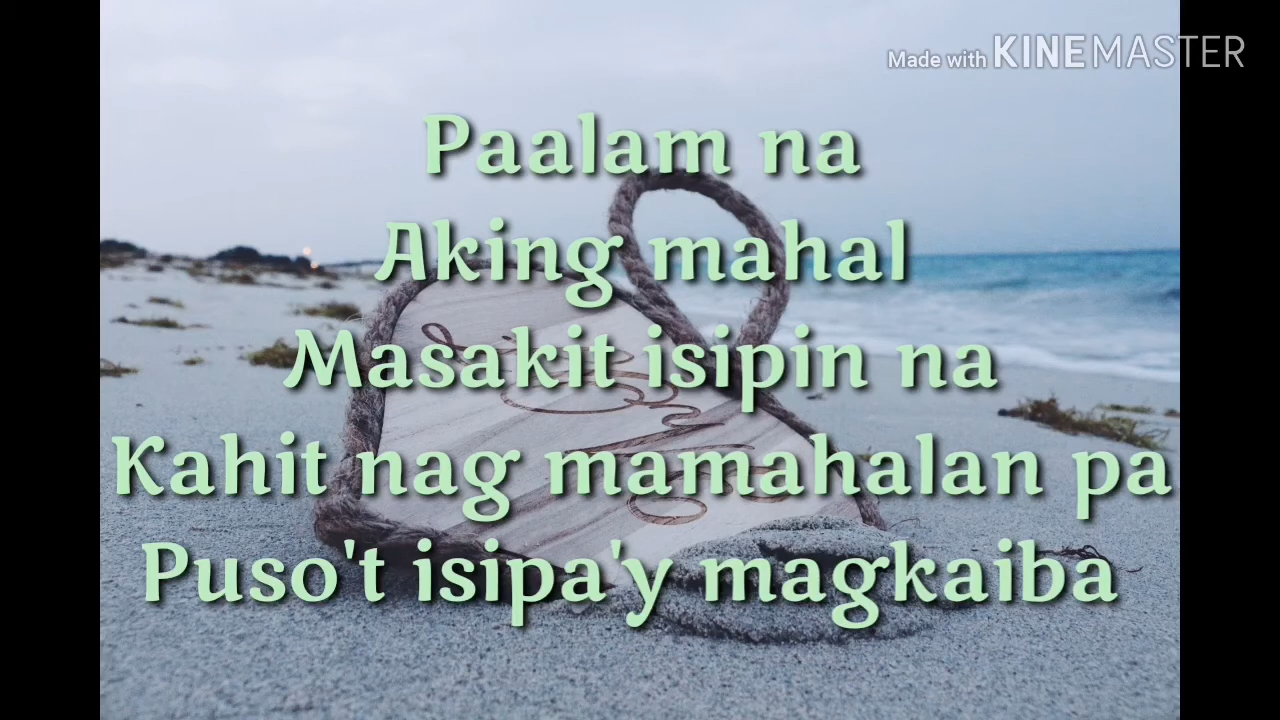 Made with KINEMASTER
Paalam na
Aking mahal
Masakit isipin na
Kahit nag mamahalan pa
Puso't isipa'y magkaiba